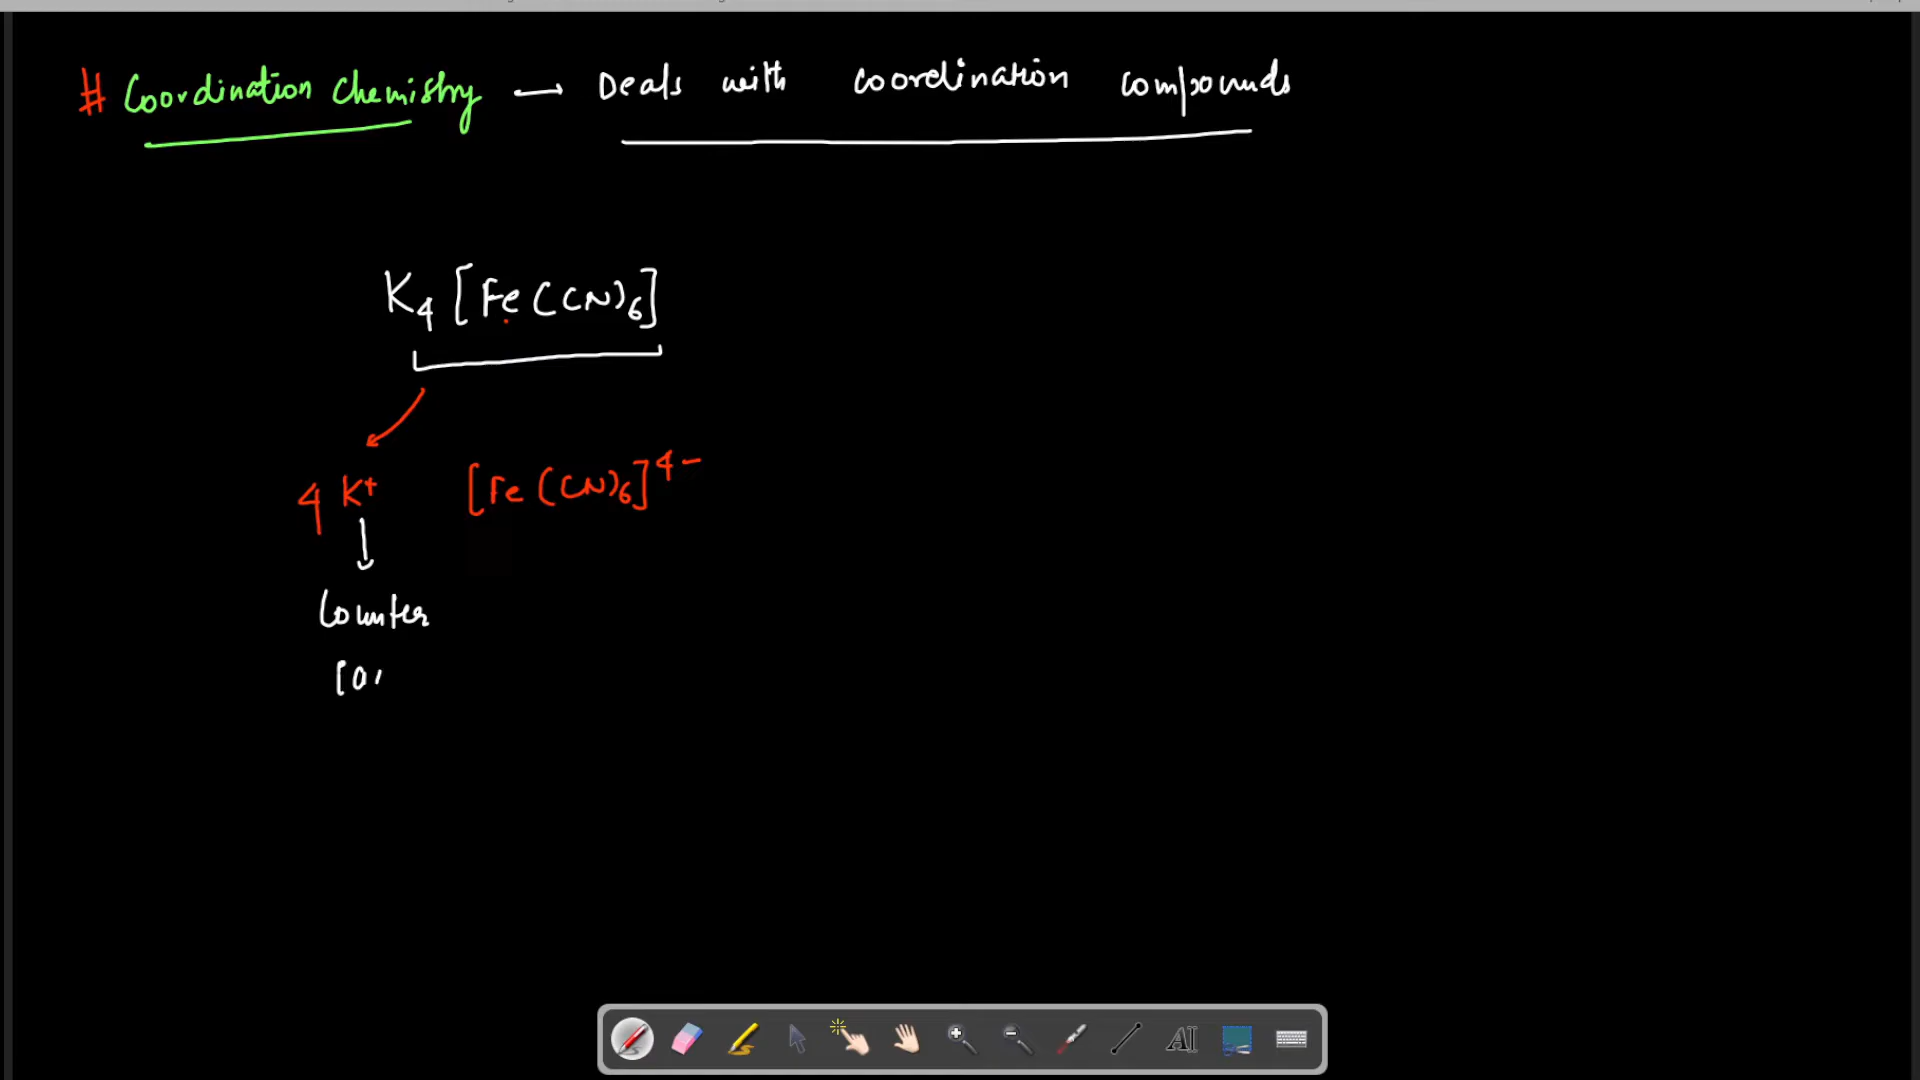 # Coordination Chemistry → Deals with coordination compounds
K₄[Fe(CN)₆]
4 K⁺ [Fe(CN)₆]⁴⁻
Counter